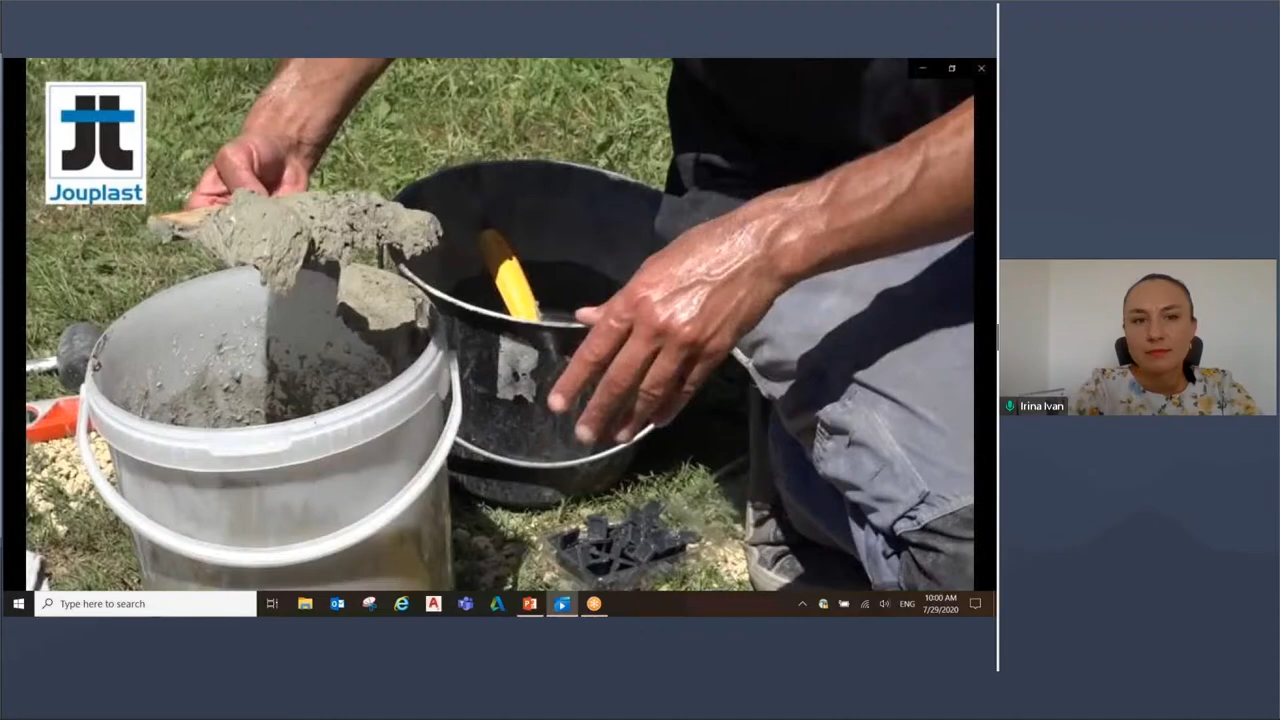 Jouplast
Irina Ivan
Type here to search
ENG
10:00 AM
7/29/2020